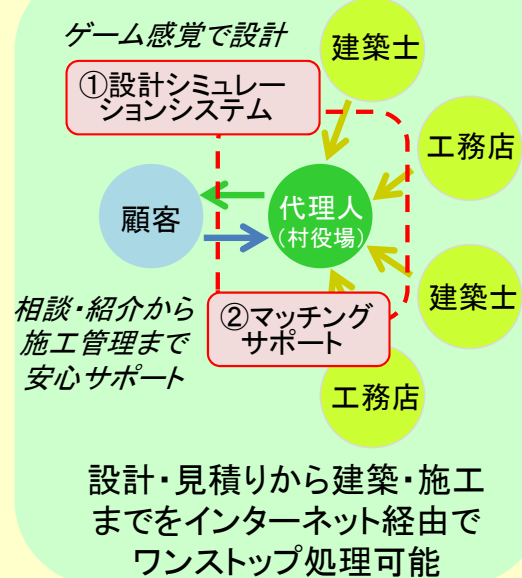 ゲーム感覚で設計
建築士
①設計シミュレー
ションシステム
工務店
顧客
代理人
(村役場)
建築士
相談・紹介から
施工管理まで
安心サポート
②マッチング
サポート
工務店
設計・見積りから建築・施工
までをインターネット経由で
ワンストップ処理可能